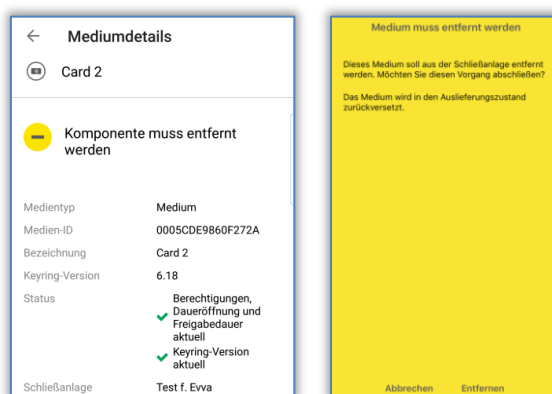 Mediumdetails
Card 2
Komponente muss entfernt
werden
Medientyp Medium
Medien-ID 0005CDE9860F272A
Bezeichnung Card 2
Keyring-Version 6.18
Status Berechtigungen,
Daueröffnung und
Freigabedauer
aktuell
Keyring-Version
aktuell
Schließanlage Test f. Evva
Medium muss entfernt werden
Dieses Medium soll aus der Schließanlage entfernt
werden. Möchten Sie diesen Vorgang abschließen?
Das Medium wird in den Auslieferungszustand
zurückversetzt.
Abbrechen Entfernen